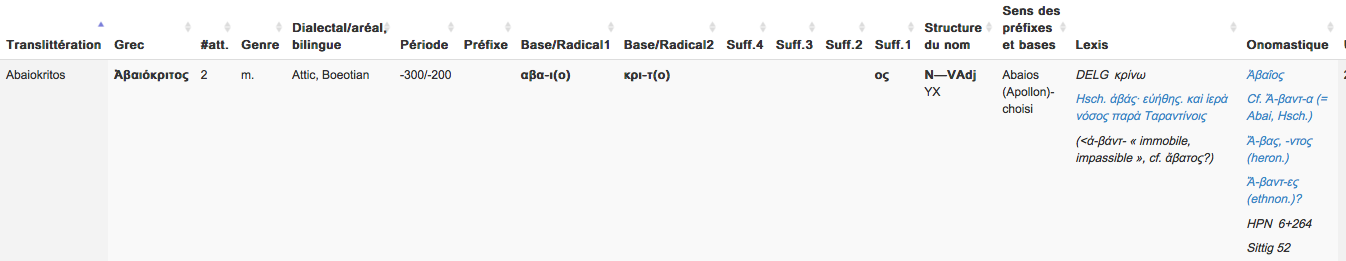 Translittération Grec #att. Genre Dialectal/aréal, bilingue Période Préfixe Base/Radical1 Base/Radical2 Suff.4 Suff.3 Suff.2 Suff.1 Structure du nom Sens des préfixes et bases Lexis Onomastique
Abaiokritos Ἀβαιόκριτος 2 m. Attic, Boeotian -300/-200 αβα-ι(ο) κρι-τ(ο) ος N—VAdj
YX
Abaios
(Apollon)-
choisi
DELG κρίνω
Hsch. ἀβάς· εὐήθης. καὶ ἱερὰ
νόσος παρὰ Ταραντίνοις
(<ἀ-βάντ- « immobile,
impassible », cf. ἄβατος?)
Ἀβαῖος
Cf. Ἄ-βαντ-α (=
Abai, Hsch.)
Ἄ-βας, -ντος
(heron.)
Ἄ-βαντ-ες
(ethnon.)?
HPN 6+264
Sittig 52